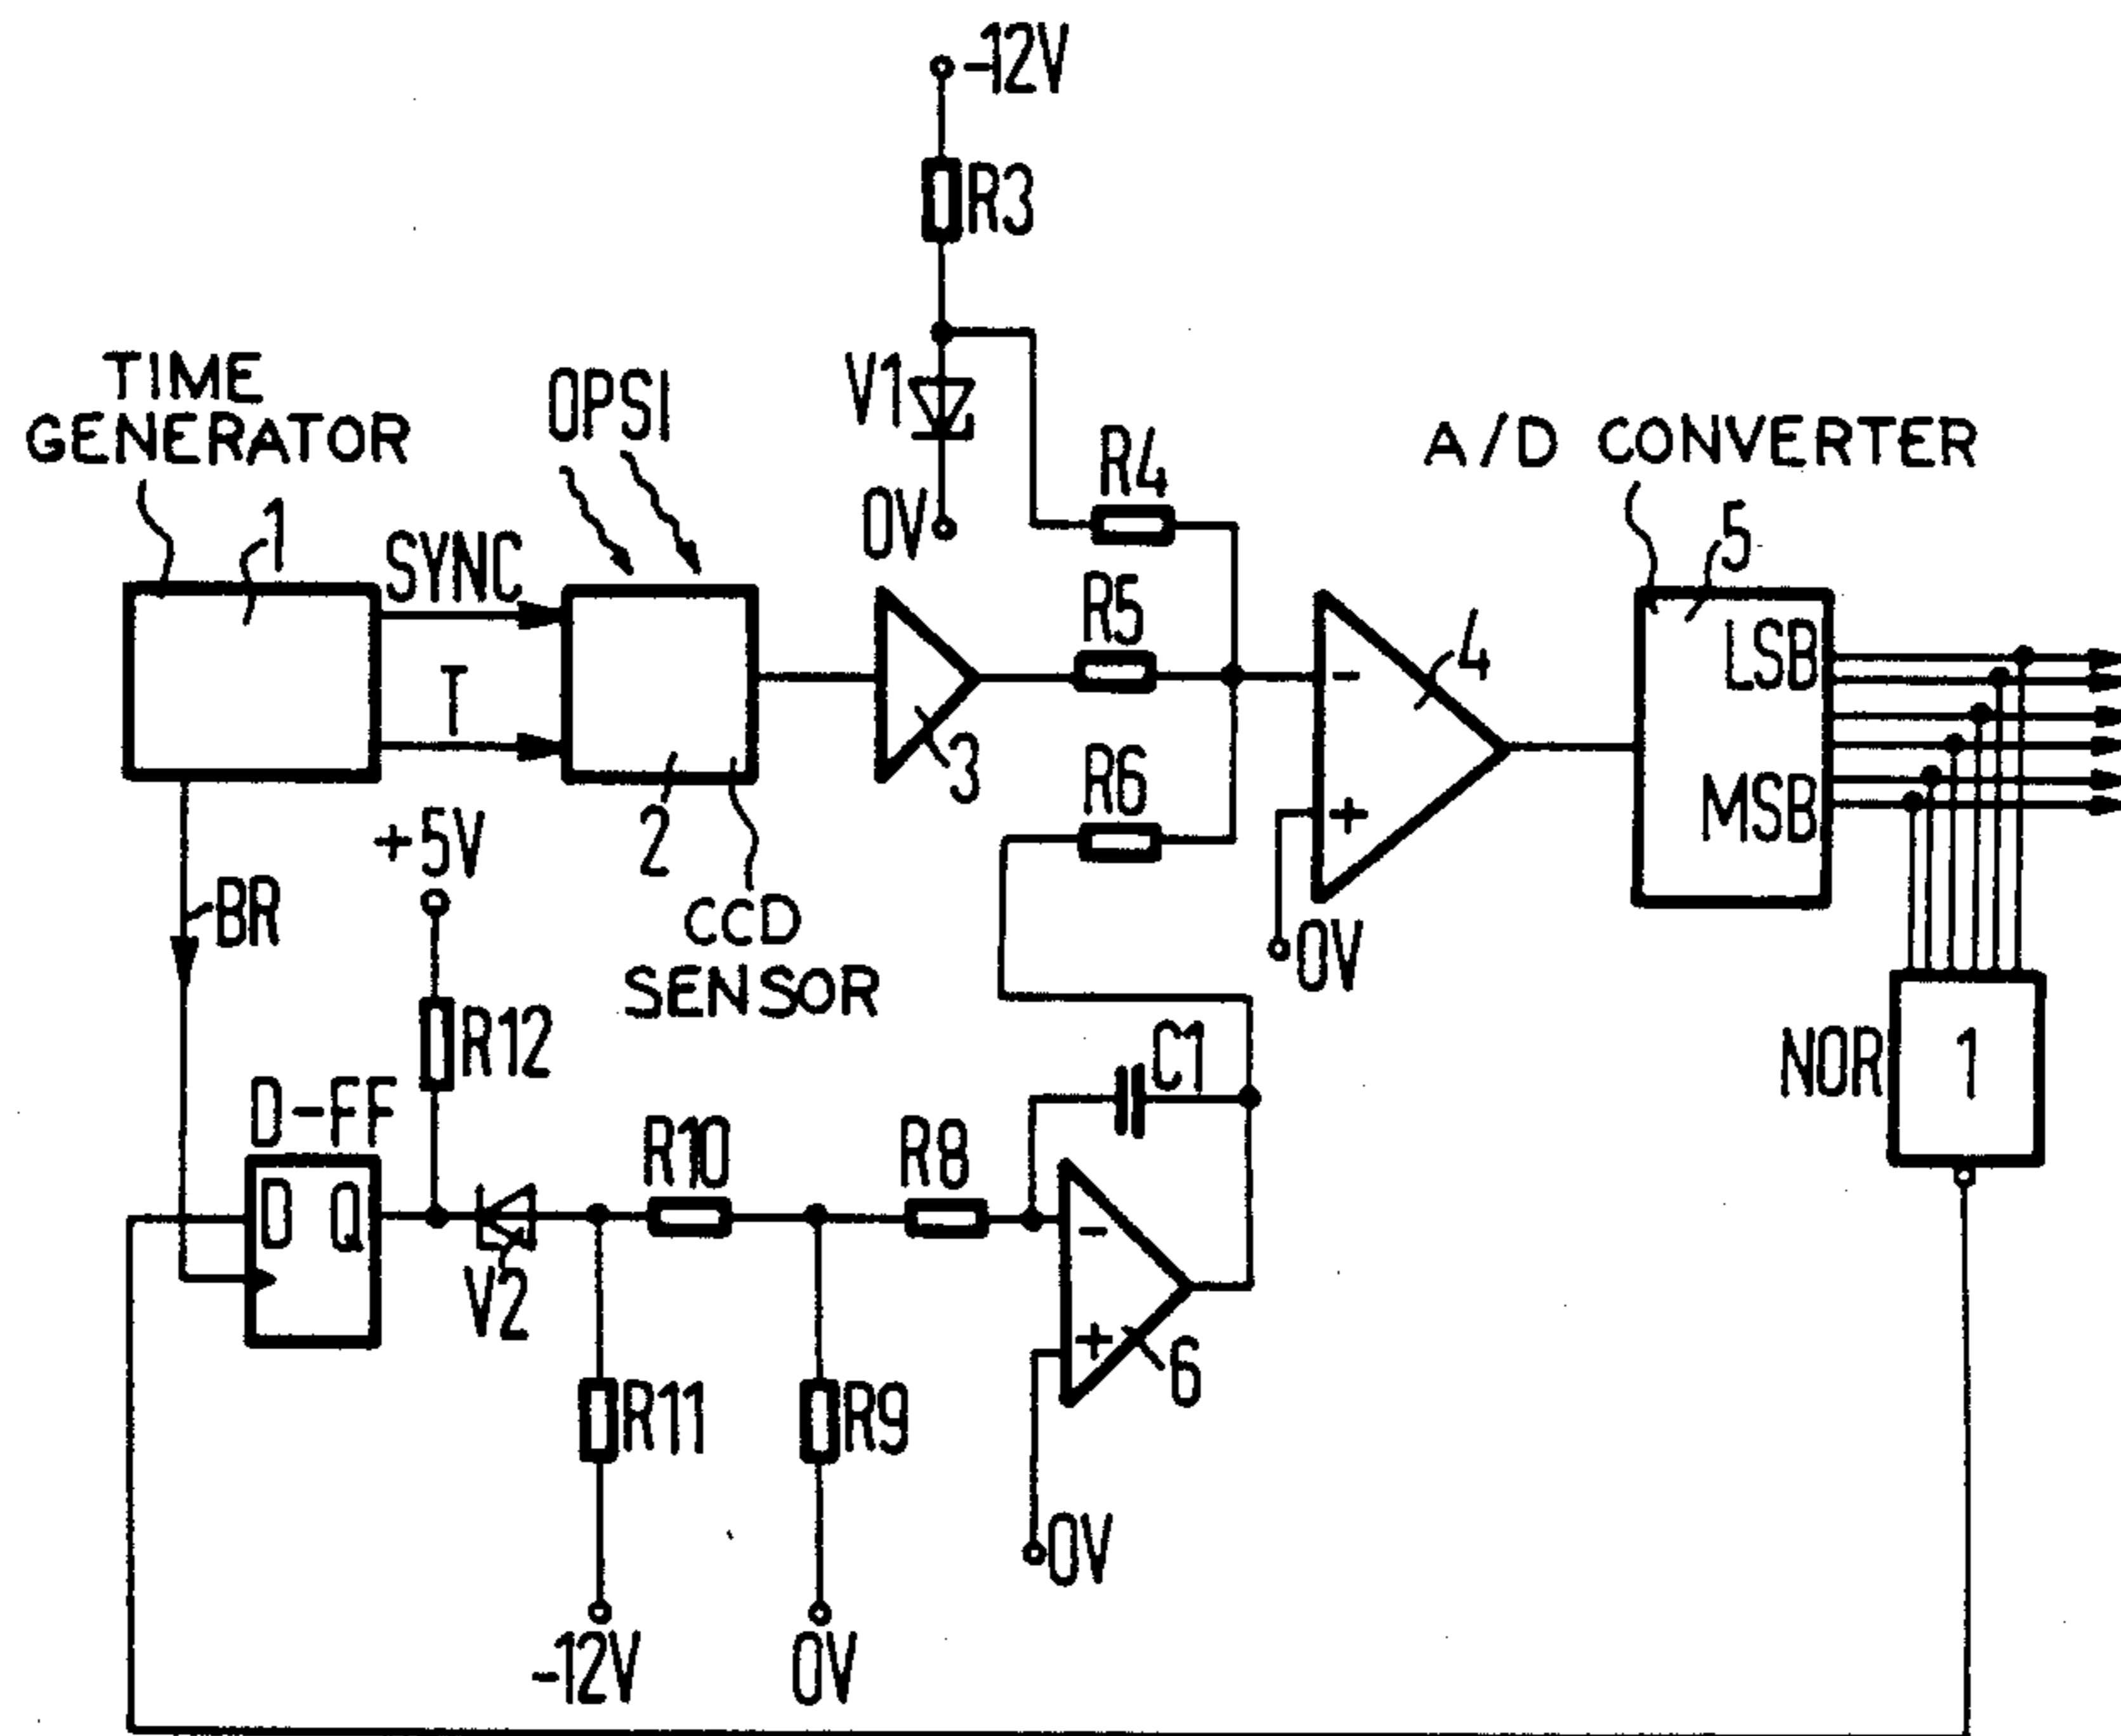 -12V
R3
TIME
GENERATOR
OPSI
V1
R4
0V
A/D CONVERTER
1
SYNC
5
R5
LSB
T
4
3
R6
MSB
+5V
2
-
+
BR
CCD
SENSOR
0V
R12
C1
NOR
1
D-FF
R10
R8
D Q
V2
-
+
6
R11
R9
0V
-12V
0V